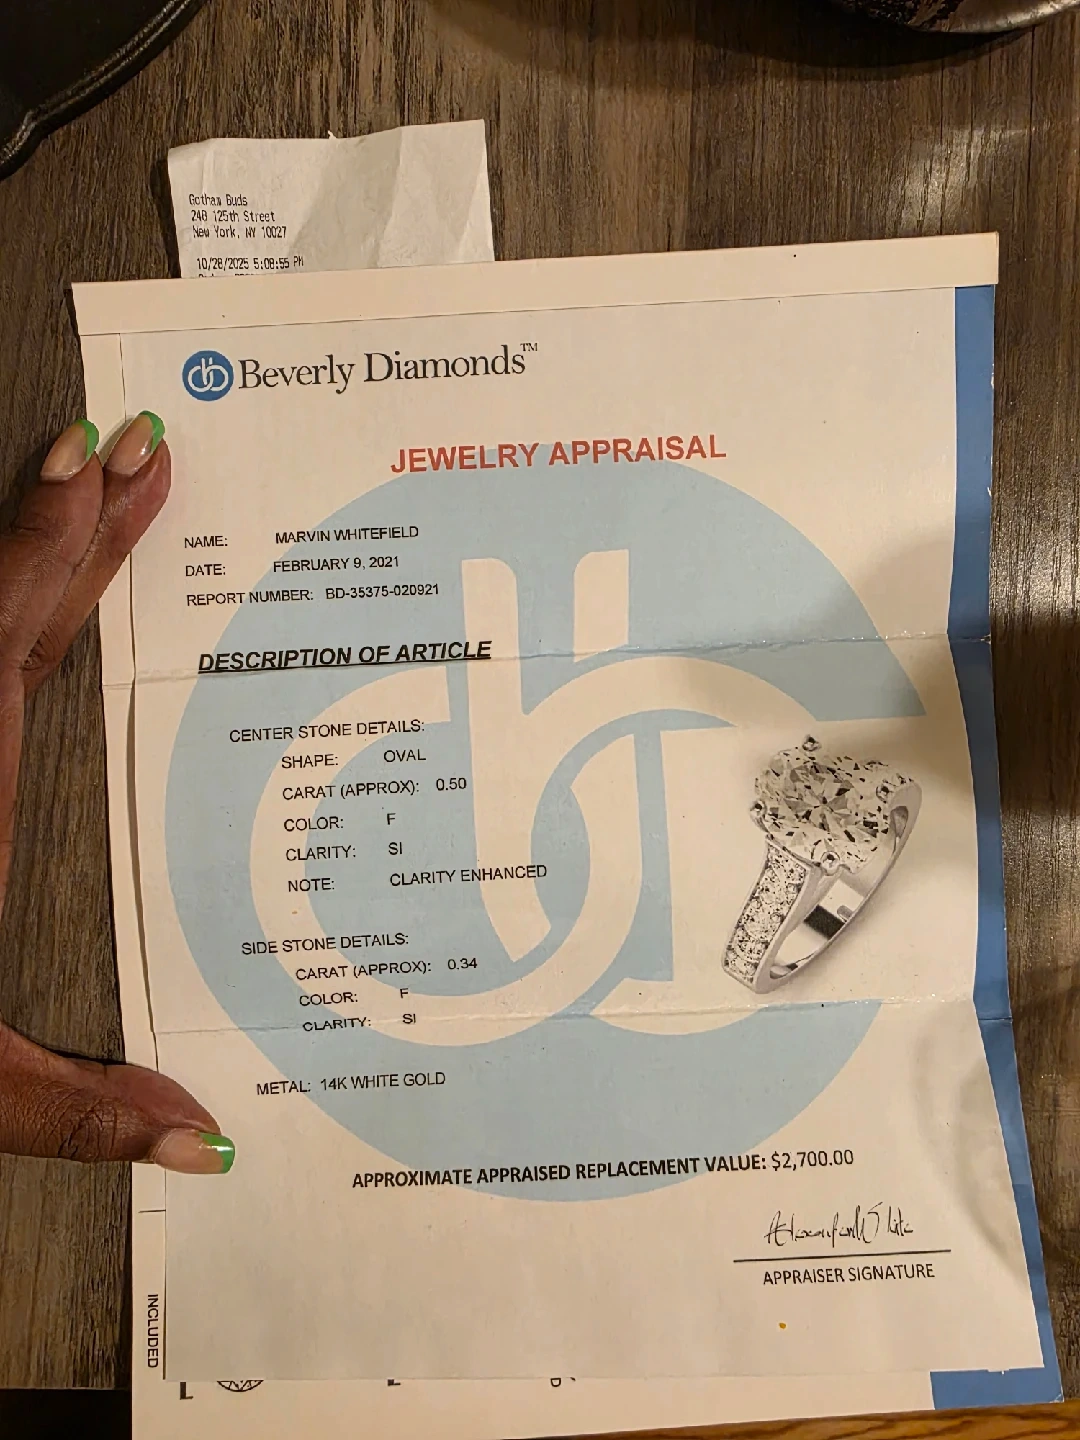 Gotham Buds
248 125th Street
New York, NY 10027
10/28/2025 5:08:55 PM
Beverly Diamonds™
JEWELRY APPRAISAL
NAME: MARVIN WHITEFIELD
DATE: FEBRUARY 9, 2021
REPORT NUMBER: BD-35375-020921
DESCRIPTION OF ARTICLE
CENTER STONE DETAILS:
SHAPE: OVAL
CARAT (APPROX): 0.50
COLOR: F
CLARITY: SI
NOTE: CLARITY ENHANCED
SIDE STONE DETAILS:
CARAT (APPROX): 0.34
COLOR: F
CLARITY: SI
METAL: 14K WHITE GOLD
APPROXIMATE APPRAISED REPLACEMENT VALUE: $2,700.00
APPRAISER SIGNATURE
INCLUDED